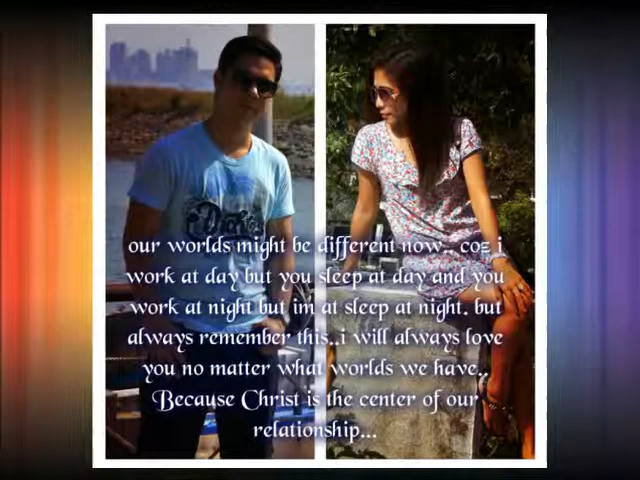 our worlds might be different now.. coz i
work at day but you sleep at day and you
work at night but im at sleep at night. but
always remember this..i will always love
you no matter what worlds we have..
Because Christ is the center of our
relationship...